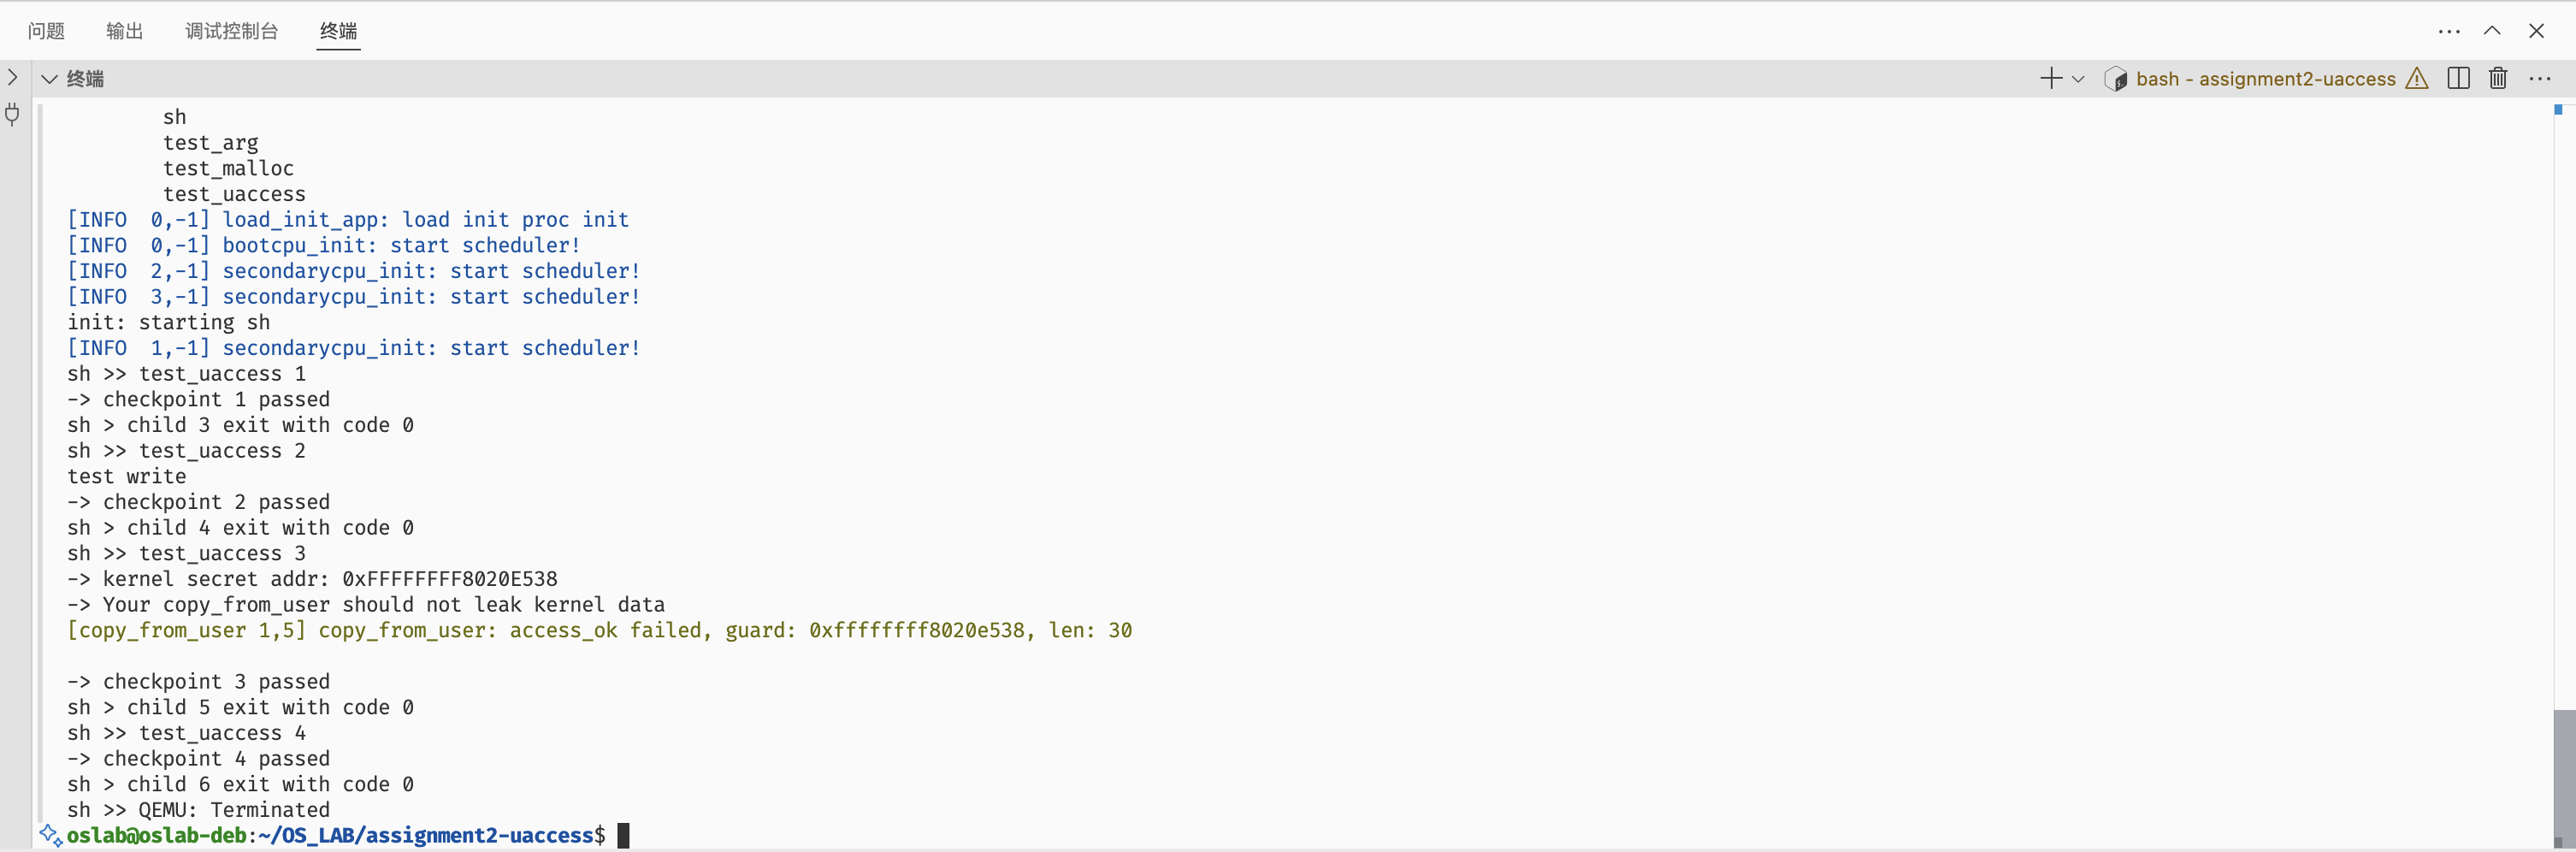 问题 输出 调试控制台 终端
终端 bash - assignment2-uaccess
sh
test_arg
test_malloc
test_uaccess
[INFO  0,-1] load_init_app: load init proc init
[INFO  0,-1] bootcpu_init: start scheduler!
[INFO  2,-1] secondarycpu_init: start scheduler!
[INFO  3,-1] secondarycpu_init: start scheduler!
init: starting sh
[INFO  1,-1] secondarycpu_init: start scheduler!
sh >> test_uaccess 1
-> checkpoint 1 passed
sh > child 3 exit with code 0
sh >> test_uaccess 2
test write
-> checkpoint 2 passed
sh > child 4 exit with code 0
sh >> test_uaccess 3
-> kernel secret addr: 0xFFFFFFFF8020E538
-> Your copy_from_user should not leak kernel data
[copy_from_user 1,5] copy_from_user: access_ok failed, guard: 0xffffffff8020e538, len: 30
-> checkpoint 3 passed
sh > child 5 exit with code 0
sh >> test_uaccess 4
-> checkpoint 4 passed
sh > child 6 exit with code 0
sh >> QEMU: Terminated
oslab@oslab-deb:~/OS_LAB/assignment2-uaccess$